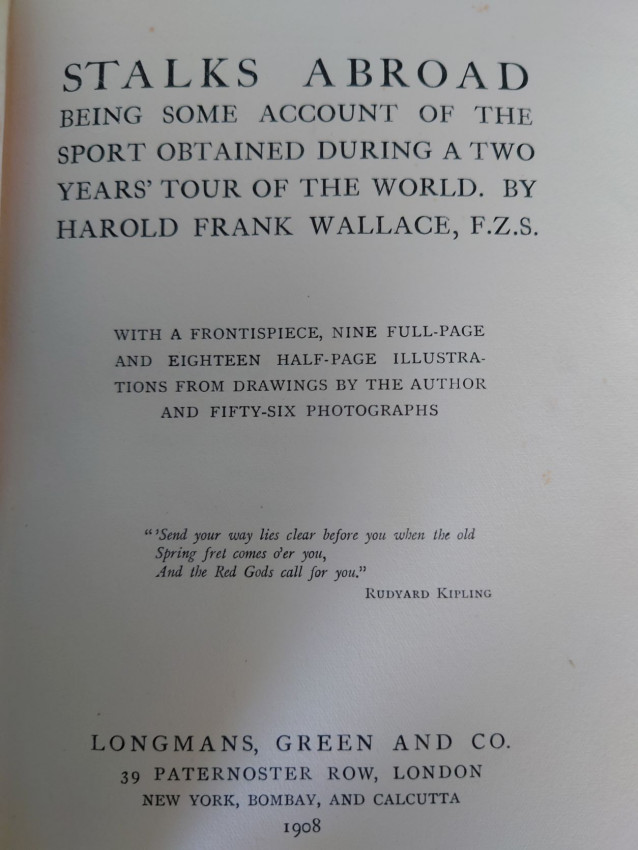 STALKS ABROAD
BEING SOME ACCOUNT OF THE
SPORT OBTAINED DURING A TWO
YEARS' TOUR OF THE WORLD. BY
HAROLD FRANK WALLACE, F.Z.S.
WITH A FRONTISPIECE, NINE FULL-PAGE
AND EIGHTEEN HALF-PAGE ILLUSTRA-
TIONS FROM DRAWINGS BY THE AUTHOR
AND FIFTY-SIX PHOTOGRAPHS
"'Send your way lies clear before you when the old
Spring fret comes o'er you,
And the Red Gods call for you."
RUDYARD KIPLING
LONGMANS, GREEN AND CO.
39 PATERNOSTER ROW, LONDON
NEW YORK, BOMBAY, AND CALCUTTA
1908